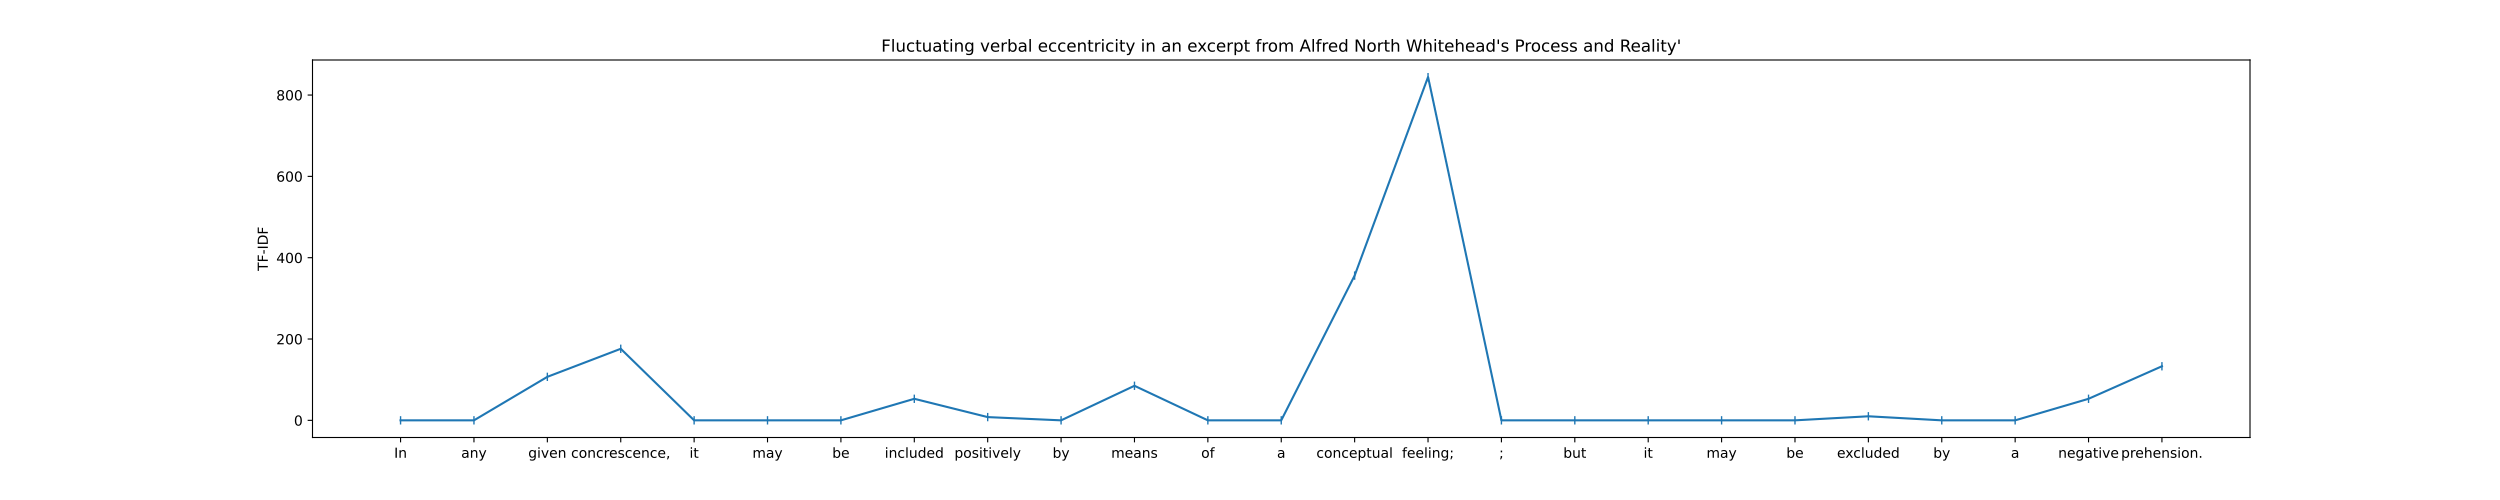 Fluctuating verbal eccentricity in an excerpt from Alfred North Whitehead's Process and Reality'
800
600
400
200
0
TF-IDF
In any given concrescence, it may be included positively by means of a conceptual feeling; ; but it may be excluded by a negative prehension.